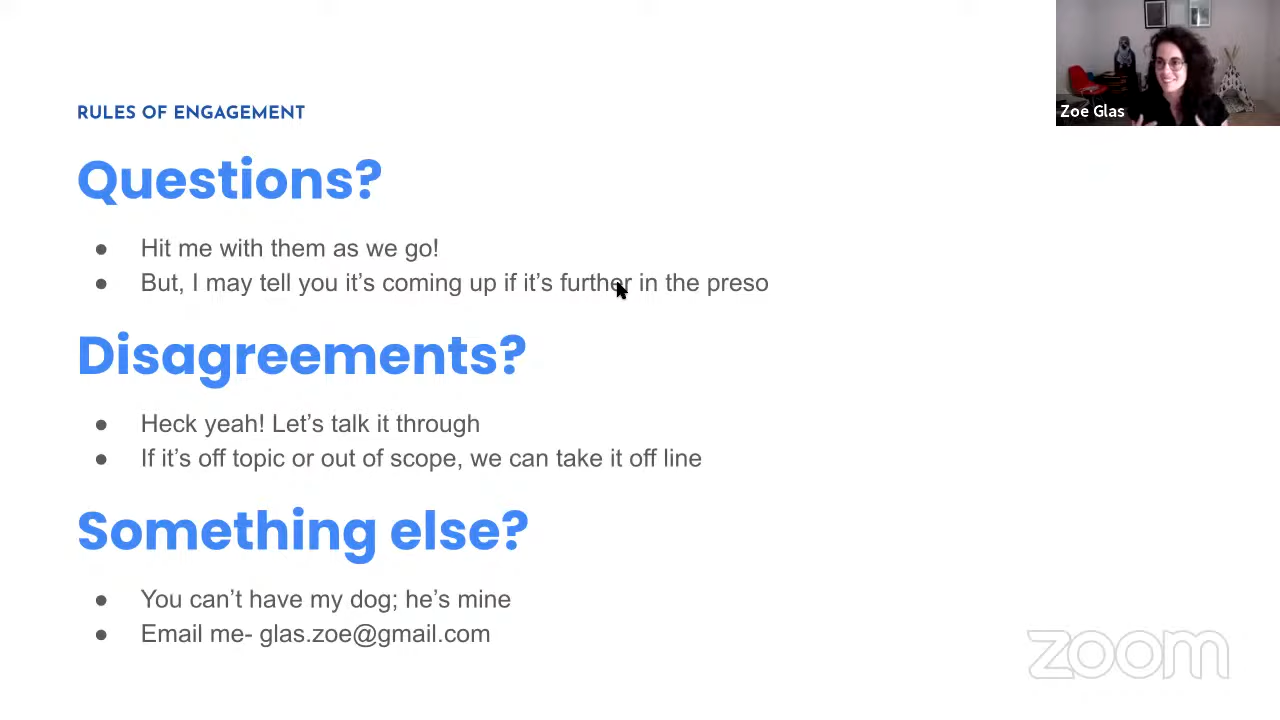 Zoe Glas
RULES OF ENGAGEMENT
Questions?
● Hit me with them as we go!
● But, I may tell you it’s coming up if it’s further in the preso
Disagreements?
● Heck yeah! Let’s talk it through
● If it’s off topic or out of scope, we can take it off line
Something else?
● You can’t have my dog; he’s mine
● Email me- glas.zoe@gmail.com
zoom